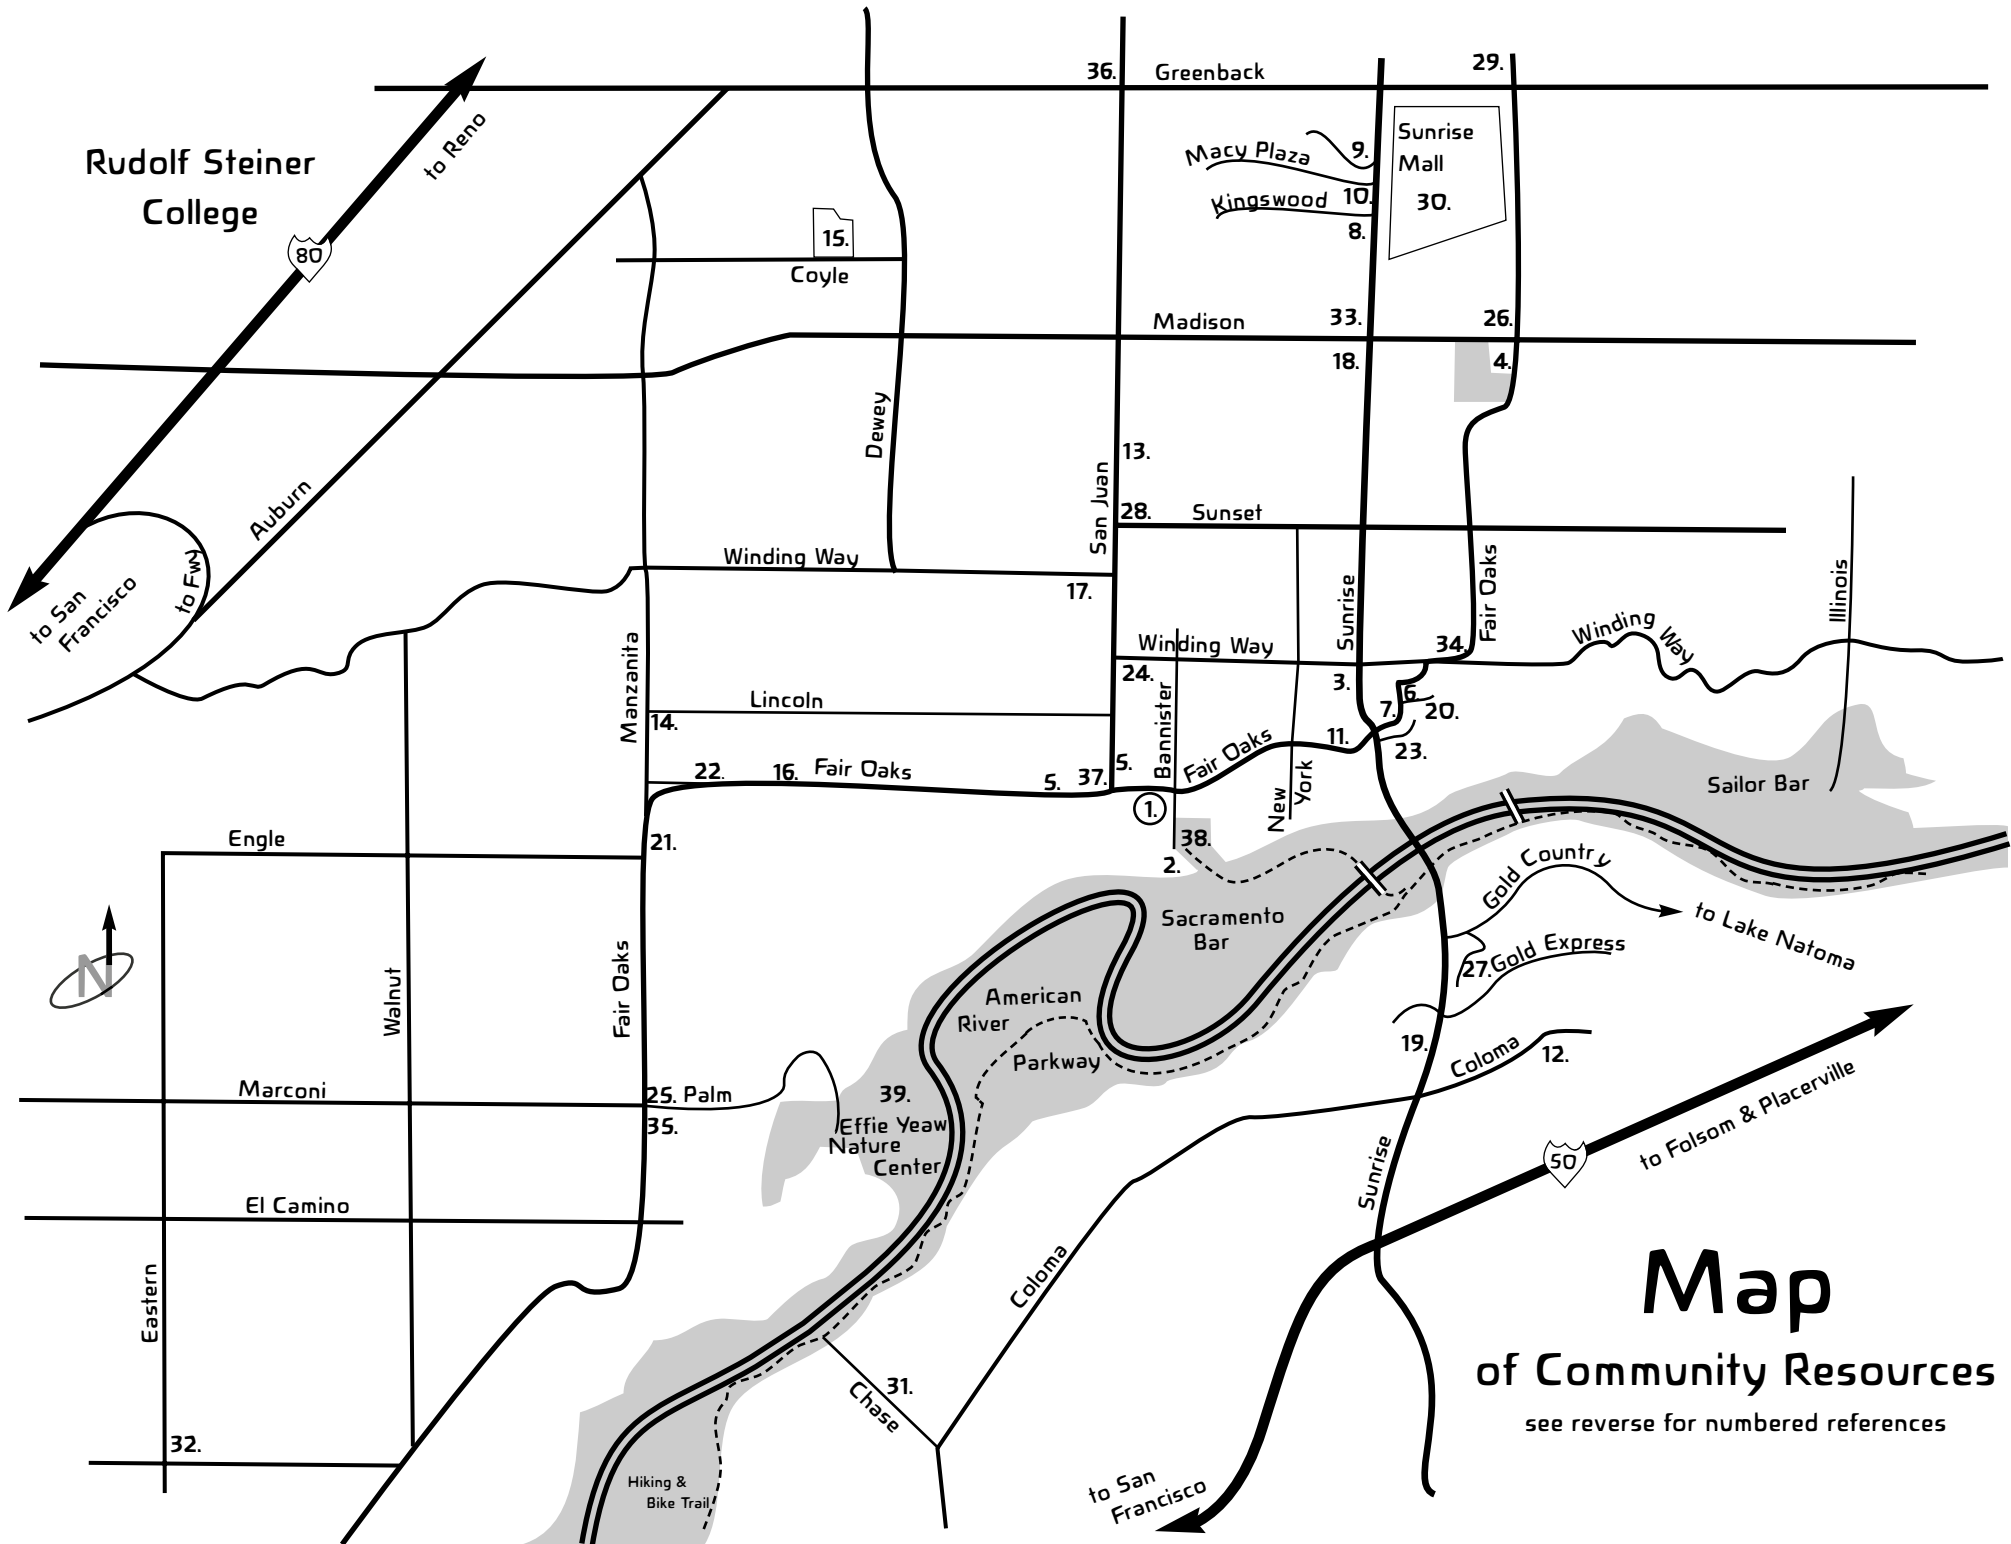 36.
Greenback
29.
to Reno
Rudolf Steiner
College
80
Macy Plaza
9.
Sunrise
Mall
30.
Kingswood
10.
8.
15.
Coyle
Madison
33.
26.
18.
4.
Dewey
13.
San Juan
28.
Sunset
Auburn
to Fwy
to San
Francisco
Winding Way
17.
Sunrise
Fair Oaks
Illinois
Winding Way
34.
Winding Way
Manzanita
24.
Bannister
3.
6.
7.
20.
Lincoln
14.
11.
23.
22.
16.
Fair Oaks
5.
37.
5.
Fair Oaks
New
York
Sailor Bar
1.
Engle
21.
38.
2.
Gold Country
to Lake Natoma
Sacramento
Bar
N
Walnut
Fair Oaks
27.
Gold Express
American
River
Parkway
19.
Coloma
12.
Marconi
25.
Palm
35.
39.
Effie Yeaw
Nature
Center
to Folsom & Placerville
50
Sunrise
El Camino
Eastern
Coloma
Map
of Community Resources
see reverse for numbered references
31.
Chase
32.
Hiking &
Bike Trail
to San
Francisco